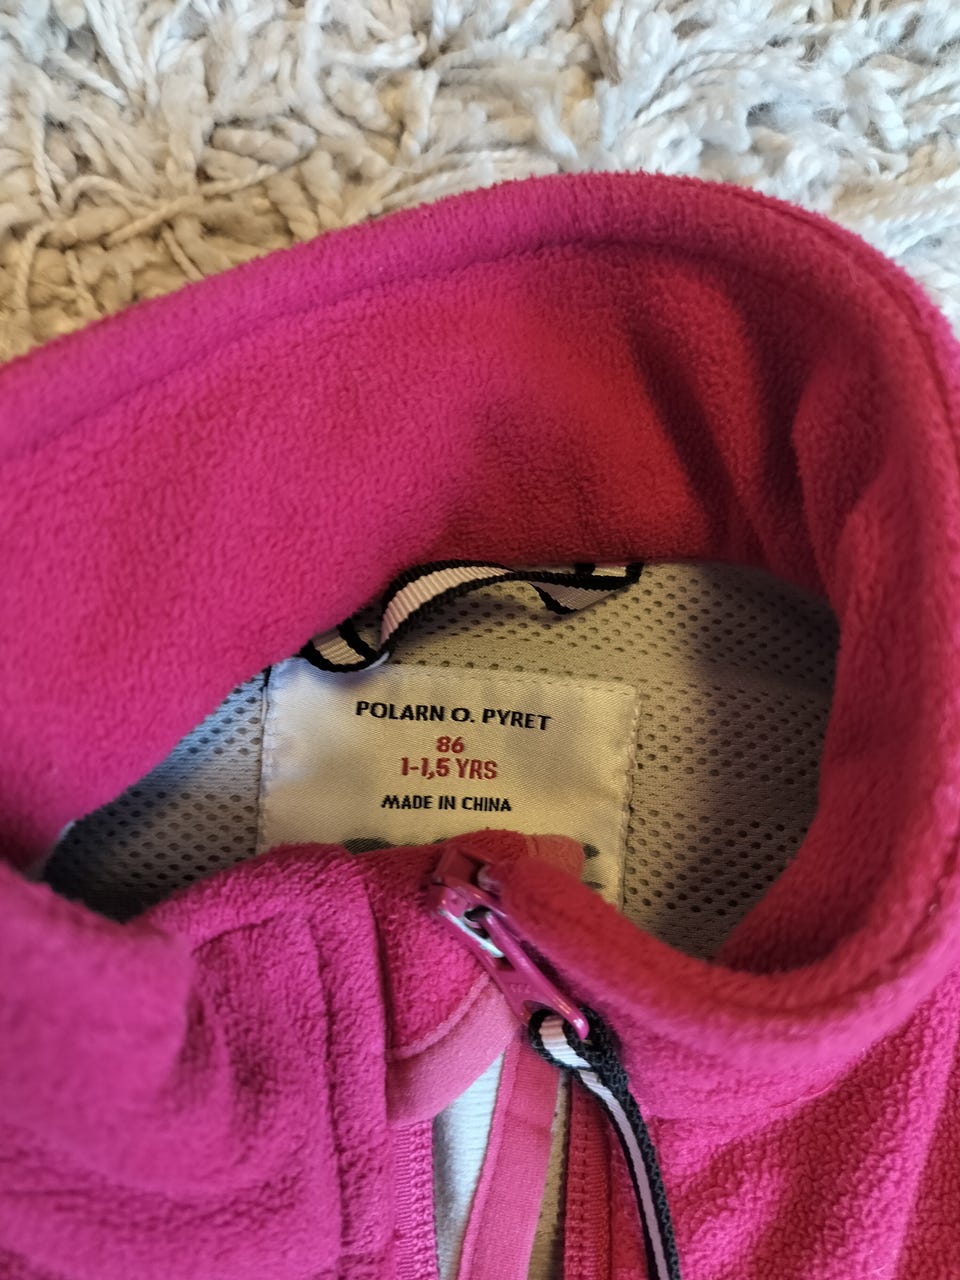 POLARN O. PYRET
86
1-1,5 YRS
MADE IN CHINA